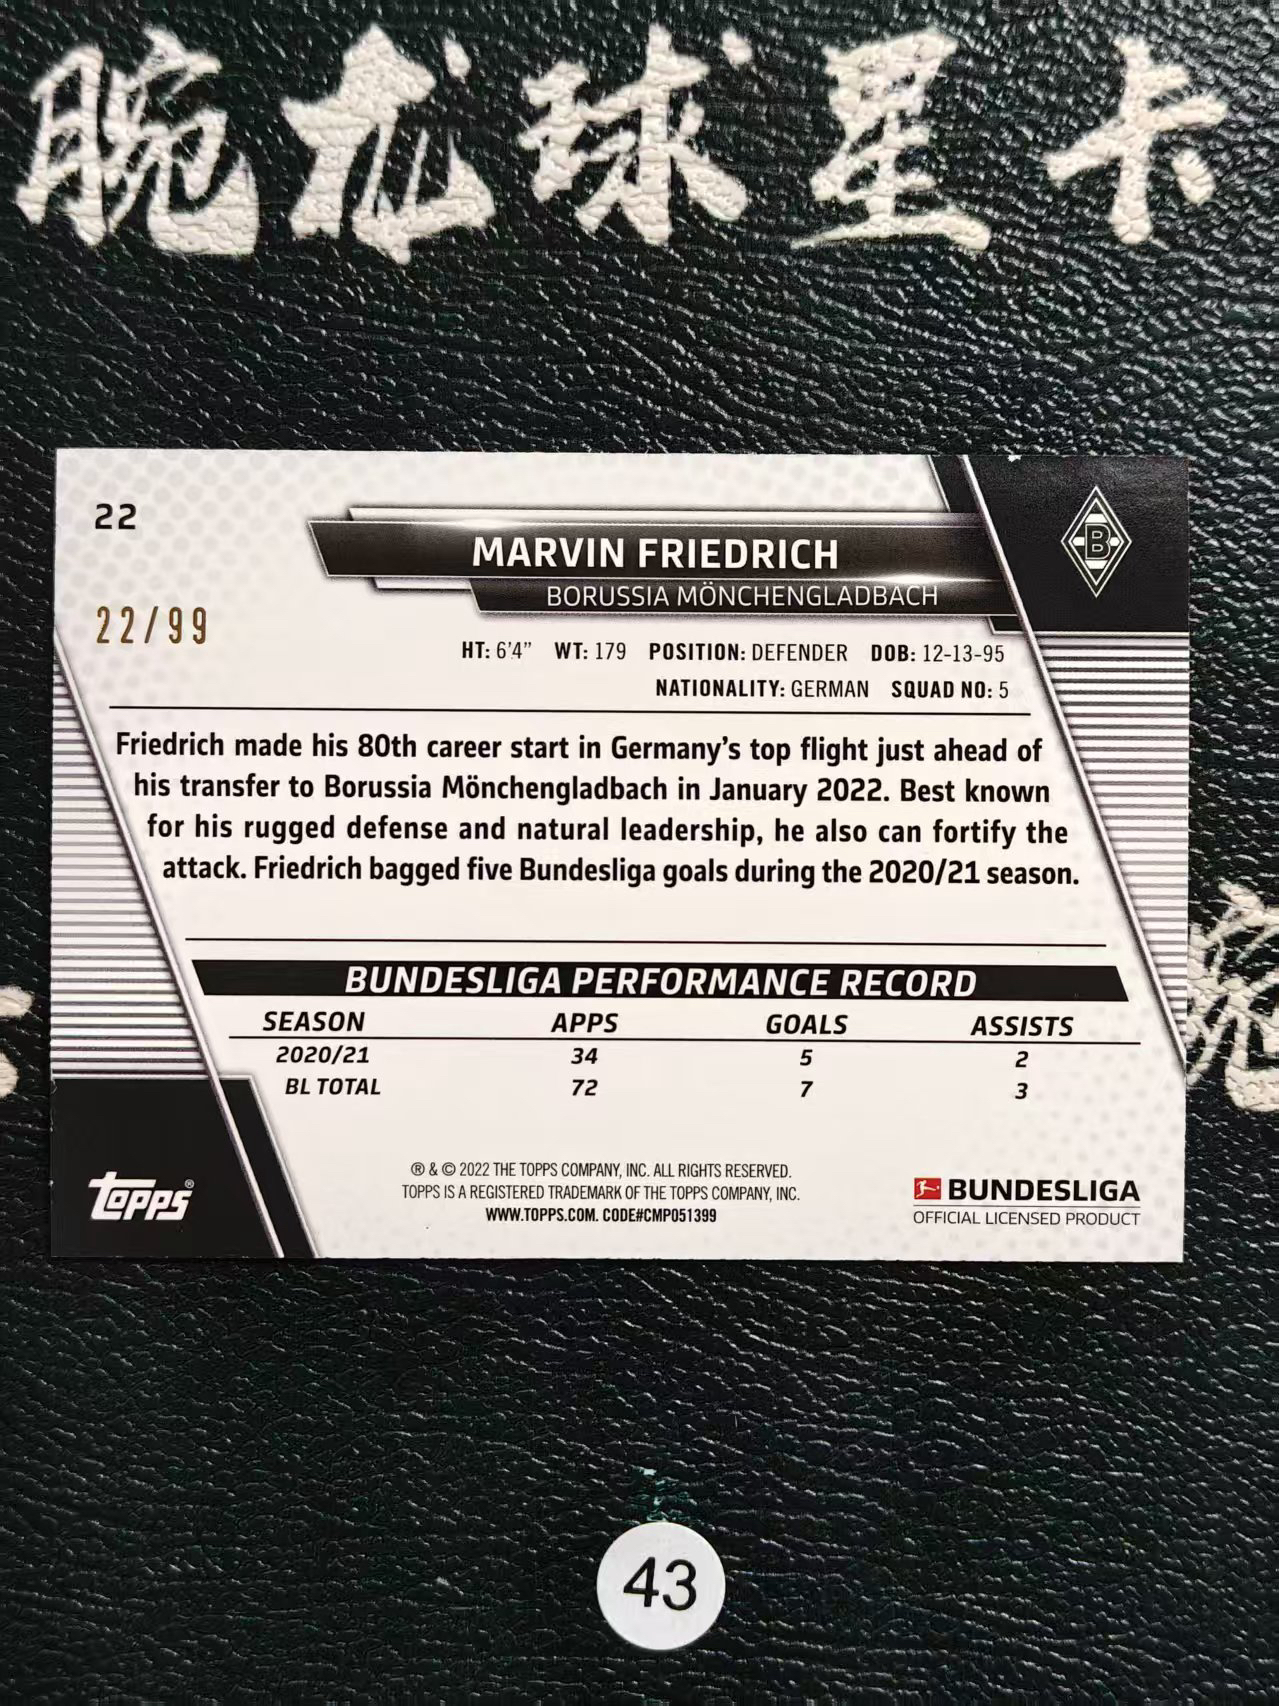 腕龙球星卡
22
MARVIN FRIEDRICH
BORUSSIA MÖNCHENGLADBACH
B
22/99
HT: 6'4" WT: 179 POSITION: DEFENDER DOB: 12-13-95
NATIONALITY: GERMAN SQUAD NO: 5
Friedrich made his 80th career start in Germany's top flight just ahead of
his transfer to Borussia Mönchengladbach in January 2022. Best known
for his rugged defense and natural leadership, he also can fortify the
attack. Friedrich bagged five Bundesliga goals during the 2020/21 season.
BUNDESLIGA PERFORMANCE RECORD
SEASON APPS GOALS ASSISTS
2020/21 34 5 2
BL TOTAL 72 7 3
topps®
® & © 2022 THE TOPPS COMPANY, INC. ALL RIGHTS RESERVED.
TOPPS IS A REGISTERED TRADEMARK OF THE TOPPS COMPANY, INC.
WWW.TOPPS.COM. CODE#CMP051399
BUNDESLIGA
OFFICIAL LICENSED PRODUCT
43